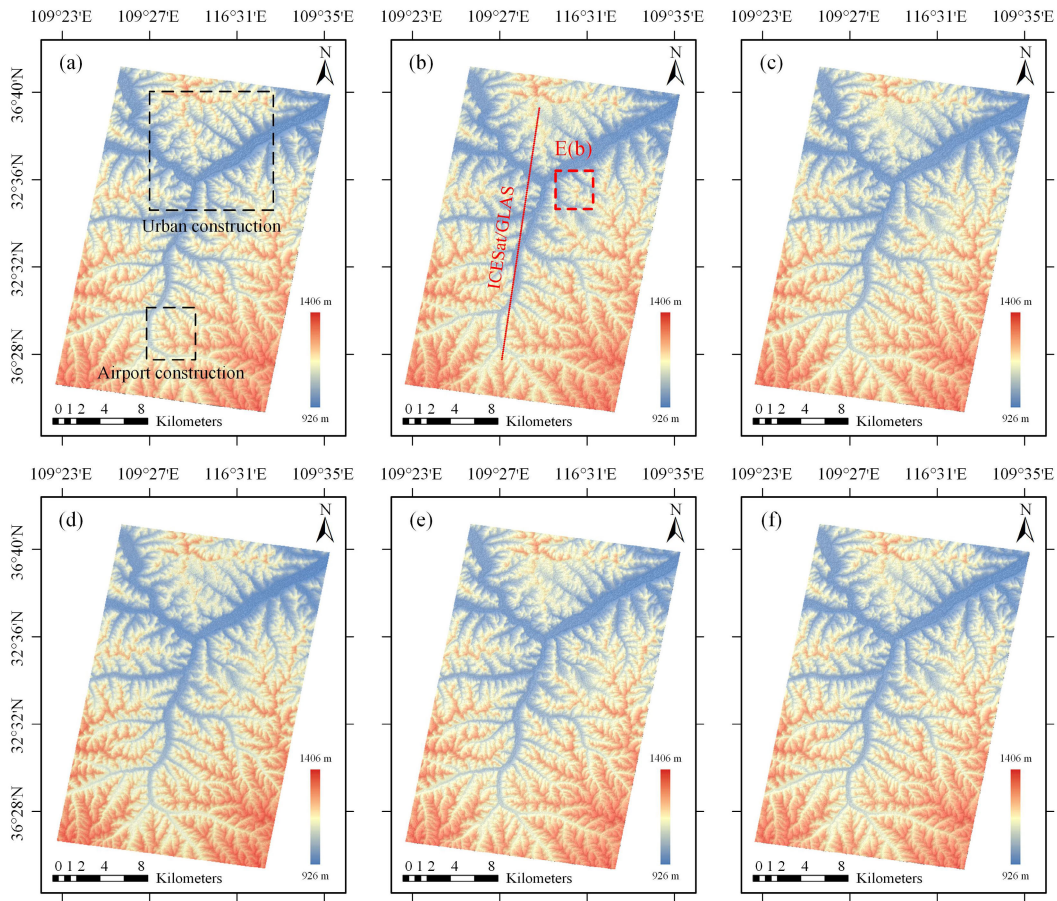 109°23'E 109°27'E 116°31'E 109°35'E 109°23'E 109°27'E 116°31'E 109°35'E 109°23'E 109°27'E 116°31'E 109°35'E
36°40'N
32°36'N
32°32'N
36°28'N
(a)
N
Urban construction
Airport construction
1406 m
926 m
0 1 2 4 8
Kilometers
(b)
N
E(b)
ICESat/GLAS
1406 m
926 m
0 1 2 4 8
Kilometers
(c)
N
1406 m
926 m
0 1 2 4 8
Kilometers
109°23'E 109°27'E 116°31'E 109°35'E 109°23'E 109°27'E 116°31'E 109°35'E 109°23'E 109°27'E 116°31'E 109°35'E
36°40'N
32°36'N
32°32'N
36°28'N
(d)
N
1406 m
926 m
0 1 2 4 8
Kilometers
(e)
N
1406 m
926 m
0 1 2 4 8
Kilometers
(f)
N
1406 m
926 m
0 1 2 4 8
Kilometers